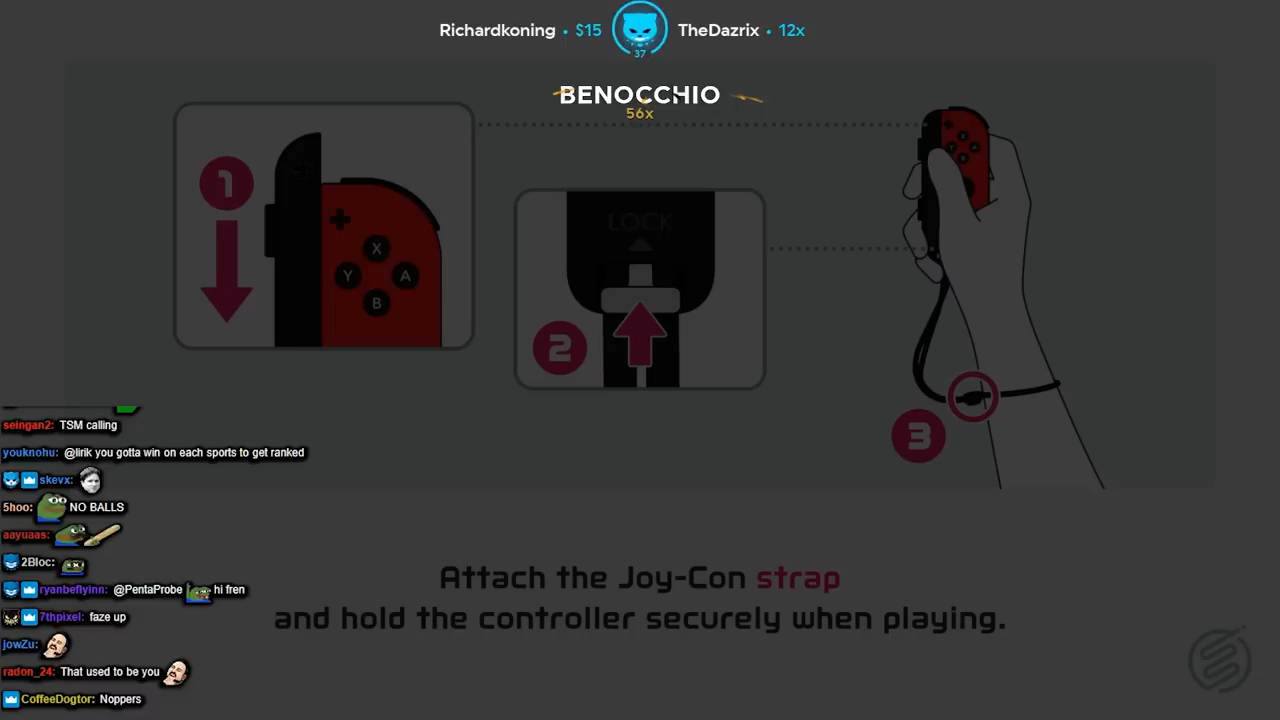 Richardkoning • $15
37
TheDazrix • 12x
BENOCCHIO
56x
1
X
Y
A
B
LOCK
2
3
seingan2: TSM calling
youknohu: @lirik you gotta win on each sports to get ranked
skevx:
5hoo: NO BALLS
aayuaas:
2Bloc:
ryanbeflyinn: @PentaProbe hi fren
7thpixel: faze up
jowZu:
radon_24: That used to be you
CoffeeDogtor: Noppers
Attach the Joy-Con strap
and hold the controller securely when playing.